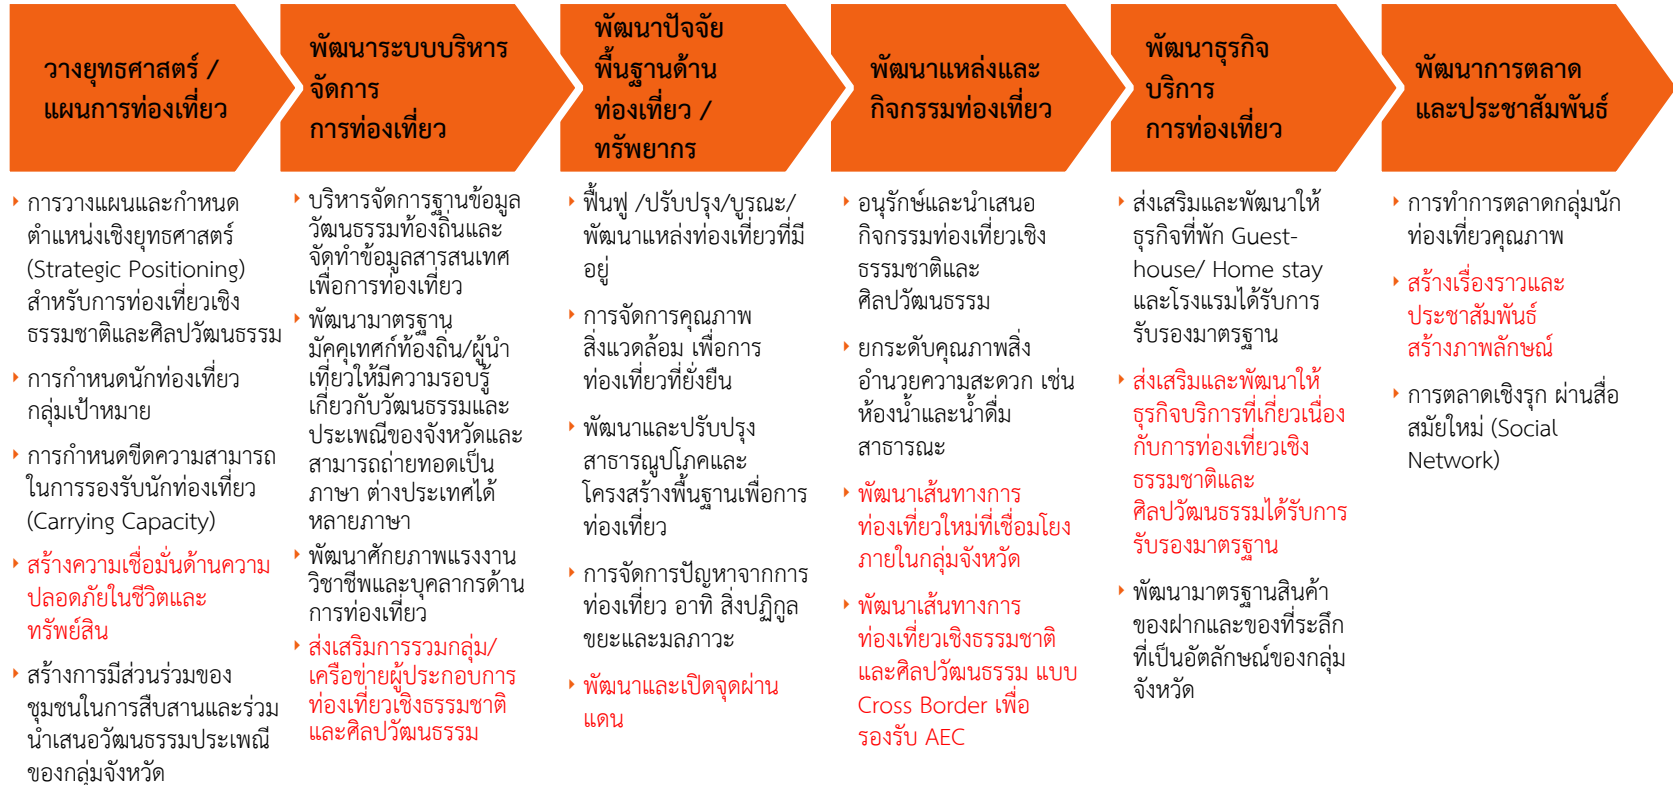 วางยุทธศาสตร์ /
แผนการท่องเที่ยว
พัฒนาระบบบริหาร
จัดการ
การท่องเที่ยว
พัฒนาปัจจัย
พื้นฐานด้าน
ท่องเที่ยว /
ทรัพยากร
พัฒนาแหล่งและ
กิจกรรมท่องเที่ยว
พัฒนาธุรกิจ
บริการ
การท่องเที่ยว
พัฒนาการตลาด
และประชาสัมพันธ์
การวางแผนและกำหนด
ตำแหน่งเชิงยุทธศาสตร์
(Strategic Positioning)
สำหรับการท่องเที่ยวเชิง
ธรรมชาติและศิลปวัฒนธรรม
การกำหนดนักท่องเที่ยว
กลุ่มเป้าหมาย
การกำหนดขีดความสามารถ
ในการรองรับนักท่องเที่ยว
(Carrying Capacity)
สร้างความเชื่อมั่นด้านความ
ปลอดภัยในชีวิตและ
ทรัพย์สิน
สร้างการมีส่วนร่วมของ
ชุมชนในการสืบสานและร่วม
นำเสนอวัฒนธรรมประเพณี
ของกลุ่มจังหวัด
บริหารจัดการฐานข้อมูล
วัฒนธรรมท้องถิ่นและ
จัดทำข้อมูลสารสนเทศ
เพื่อการท่องเที่ยว
พัฒนามาตรฐาน
มัคคุเทศก์ท้องถิ่น/ผู้นำ
เที่ยวให้มีความรอบรู้
เกี่ยวกับวัฒนธรรมและ
ประเพณีของจังหวัดและ
สามารถถ่ายทอดเป็น
ภาษา ต่างประเทศได้
หลายภาษา
พัฒนาศักยภาพแรงงาน
วิชาชีพและบุคลากรด้าน
การท่องเที่ยว
ส่งเสริมการรวมกลุ่ม/
เครือข่ายผู้ประกอบการ
ท่องเที่ยวเชิงธรรมชาติ
และศิลปวัฒนธรรม
ฟื้นฟู /ปรับปรุง/บูรณะ/
พัฒนาแหล่งท่องเที่ยวที่มี
อยู่
การจัดการคุณภาพ
สิ่งแวดล้อม เพื่อการ
ท่องเที่ยวที่ยั่งยืน
พัฒนาและปรับปรุง
สาธารณูปโภคและ
โครงสร้างพื้นฐานเพื่อการ
ท่องเที่ยว
การจัดการปัญหาจากการ
ท่องเที่ยว อาทิ สิ่งปฏิกูล
ขยะและมลภาวะ
พัฒนาและเปิดจุดผ่าน
แดน
อนุรักษ์และนำเสนอ
กิจกรรมท่องเที่ยวเชิง
ธรรมชาติและ
ศิลปวัฒนธรรม
ยกระดับคุณภาพสิ่ง
อำนวยความสะดวก เช่น
ห้องน้ำและน้ำดื่ม
สาธารณะ
พัฒนาเส้นทางการ
ท่องเที่ยวใหม่ที่เชื่อมโยง
ภายในกลุ่มจังหวัด
พัฒนาเส้นทางการ
ท่องเที่ยวเชิงธรรมชาติ
และศิลปวัฒนธรรม แบบ
Cross Border เพื่อ
รองรับ AEC
ส่งเสริมและพัฒนาให้
ธุรกิจที่พัก Guest-
house/ Home stay
และโรงแรมได้รับการ
รับรองมาตรฐาน
ส่งเสริมและพัฒนาให้
ธุรกิจบริการที่เกี่ยวเนื่อง
กับการท่องเที่ยวเชิง
ธรรมชาติและ
ศิลปวัฒนธรรมได้รับการ
รับรองมาตรฐาน
พัฒนามาตรฐานสินค้า
ของฝากและของที่ระลึก
ที่เป็นอัตลักษณ์ของกลุ่ม
จังหวัด
การทำการตลาดกลุ่มนัก
ท่องเที่ยวคุณภาพ
สร้างเรื่องราวและ
ประชาสัมพันธ์
สร้างภาพลักษณ์
การตลาดเชิงรุก ผ่านสื่อ
สมัยใหม่ (Social
Network)